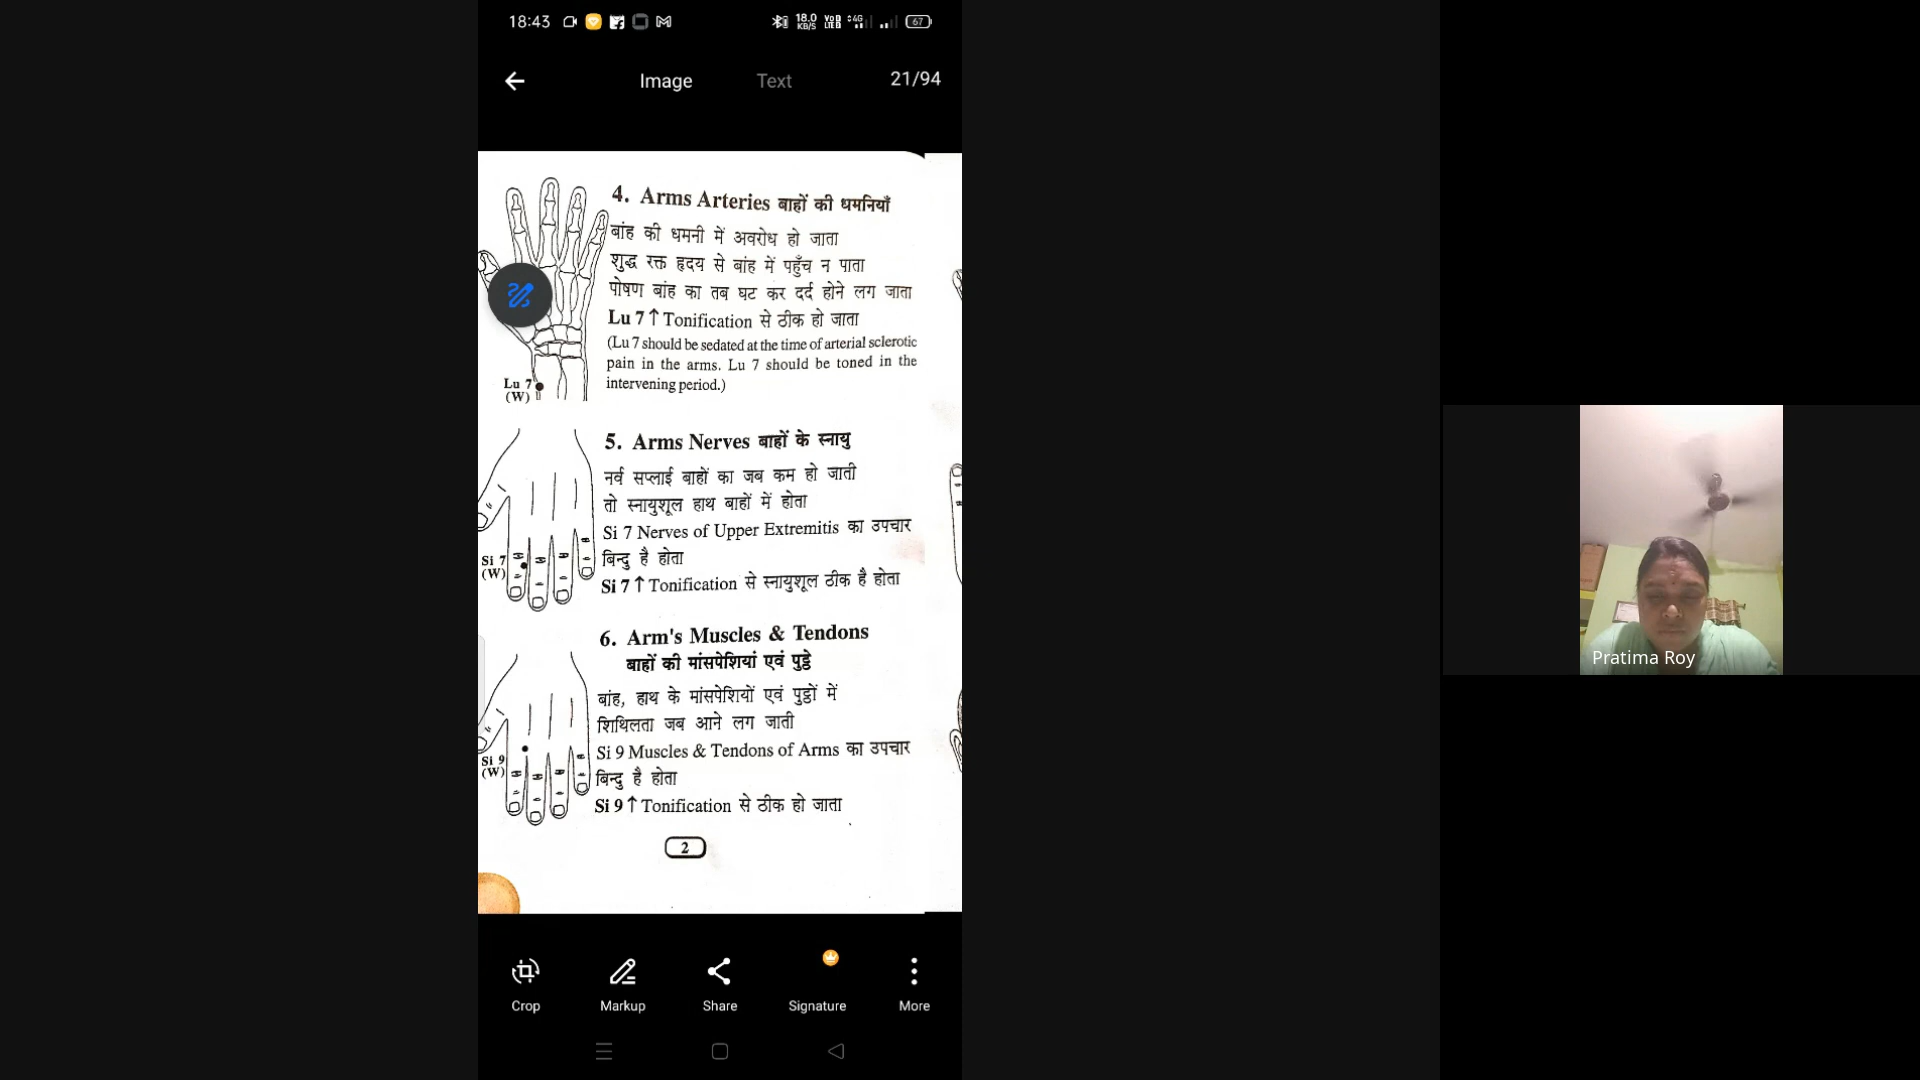 18:43
18.0 KB/S
4G
67
Image
Text
21/94
4. Arms Arteries बाहों की धमनियाँ
बांह की धमनी में अवरोध हो जाता
शुद्ध रक्त हृदय से बांह में पहुँच न पाता
पोषण बांह का तब घट कर दर्द होने लग जाता
Lu 7↑Tonification से ठीक हो जाता
(Lu 7 should be sedated at the time of arterial sclerotic
pain in the arms. Lu 7 should be toned in the
intervening period.)
Lu 7
(W)
5. Arms Nerves बाहों के स्नायु
नर्व सप्लाई बाहों का जब कम हो जाती
तो स्नायुशूल हाथ बाहों में होता
Si 7 Nerves of Upper Extremitis का उपचार
बिन्दु है होता
Si 7↑Tonification से स्नायुशूल ठीक है होता
Si 7
(W)
6. Arm's Muscles & Tendons
बाहों की मांसपेशियां एवं पुट्ठे
बांह, हाथ के मांसपेशियों एवं पुट्ठों में
शिथिलता जब आने लग जाती
Si 9 Muscles & Tendons of Arms का उपचार
बिन्दु है होता
Si 9↑Tonification से ठीक हो जाता
Si 9
(W)
2
Crop
Markup
Share
Signature
More
Pratima Roy